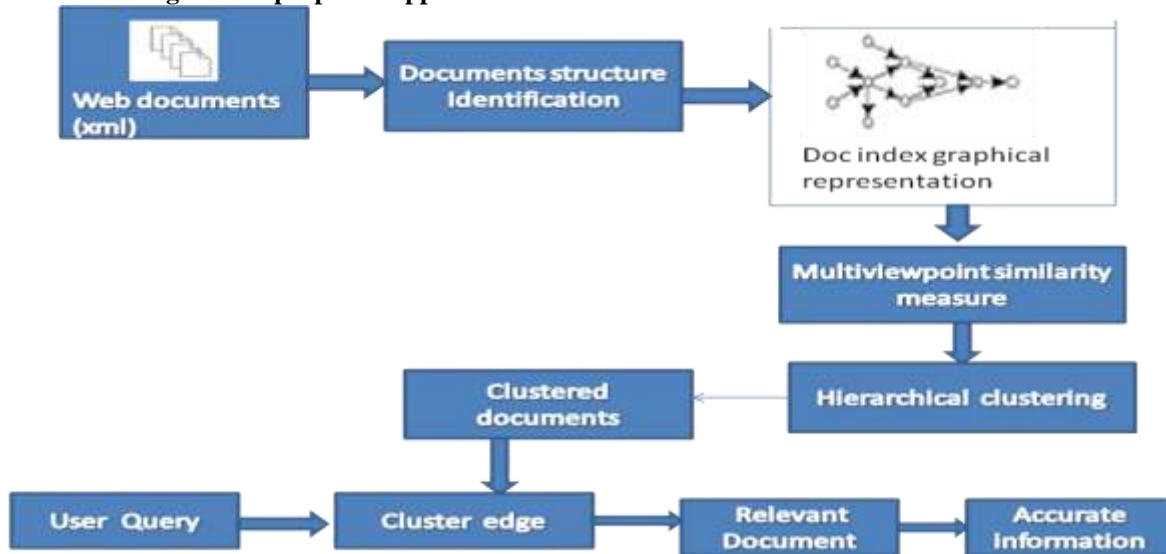 Web documents
(xml)
Documents structure
Identification
Doc index graphical
representation
Multiviewpoint similarity
measure
Hierarchical clustering
Clustered
documents
User Query
Cluster edge
Relevant
Document
Accurate
Information